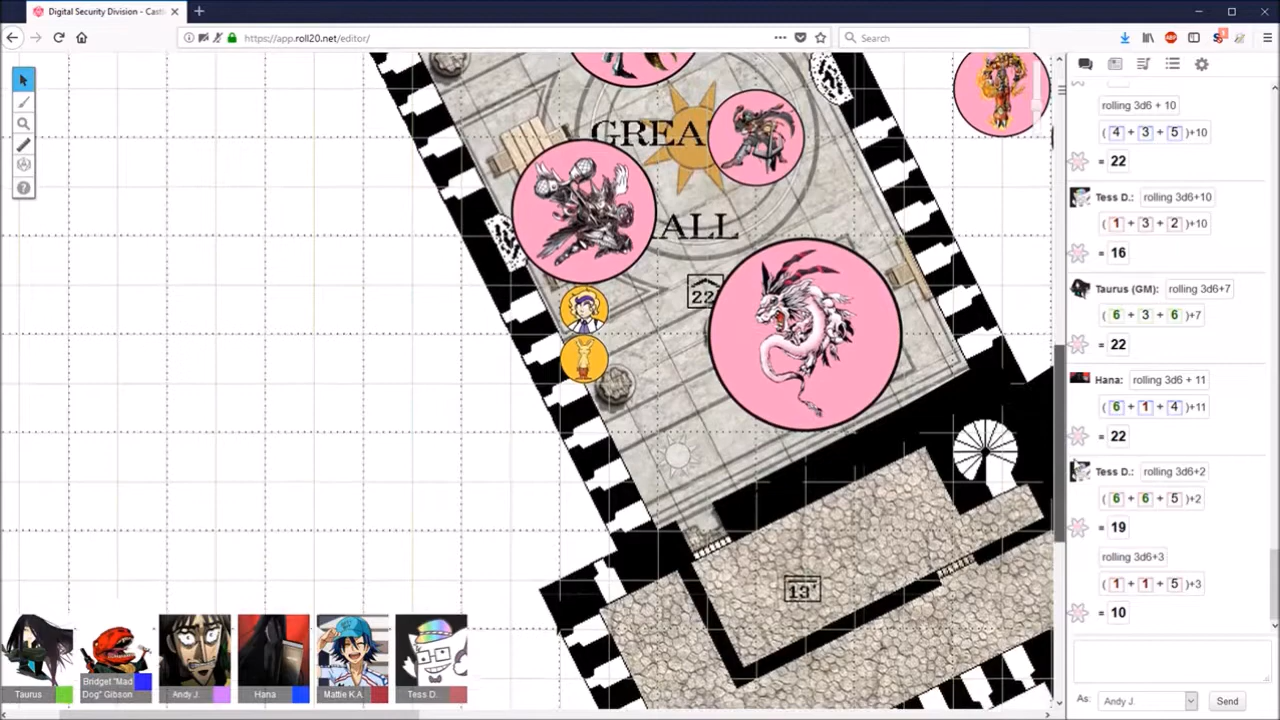 Digital Security Division - Castl
https://app.roll20.net/editor/
Search
GREA
ALL
22
13'
rolling 3d6 + 10
( 4 + 3 + 5 )+10
= 22
Tess D.: rolling 3d6+10
( 1 + 3 + 2 )+10
= 16
Taurus (GM): rolling 3d6+7
( 6 + 3 + 6 )+7
= 22
Hana: rolling 3d6 + 11
( 6 + 1 + 4 )+11
= 22
Tess D.: rolling 3d6+2
( 6 + 6 + 5 )+2
= 19
rolling 3d6+3
( 1 + 1 + 5 )+3
= 10
Taurus
Bridget "Mad
Dog" Gibson
Andy J.
Hana
Mattie K.A.
Tess D.
As: Andy J. Send